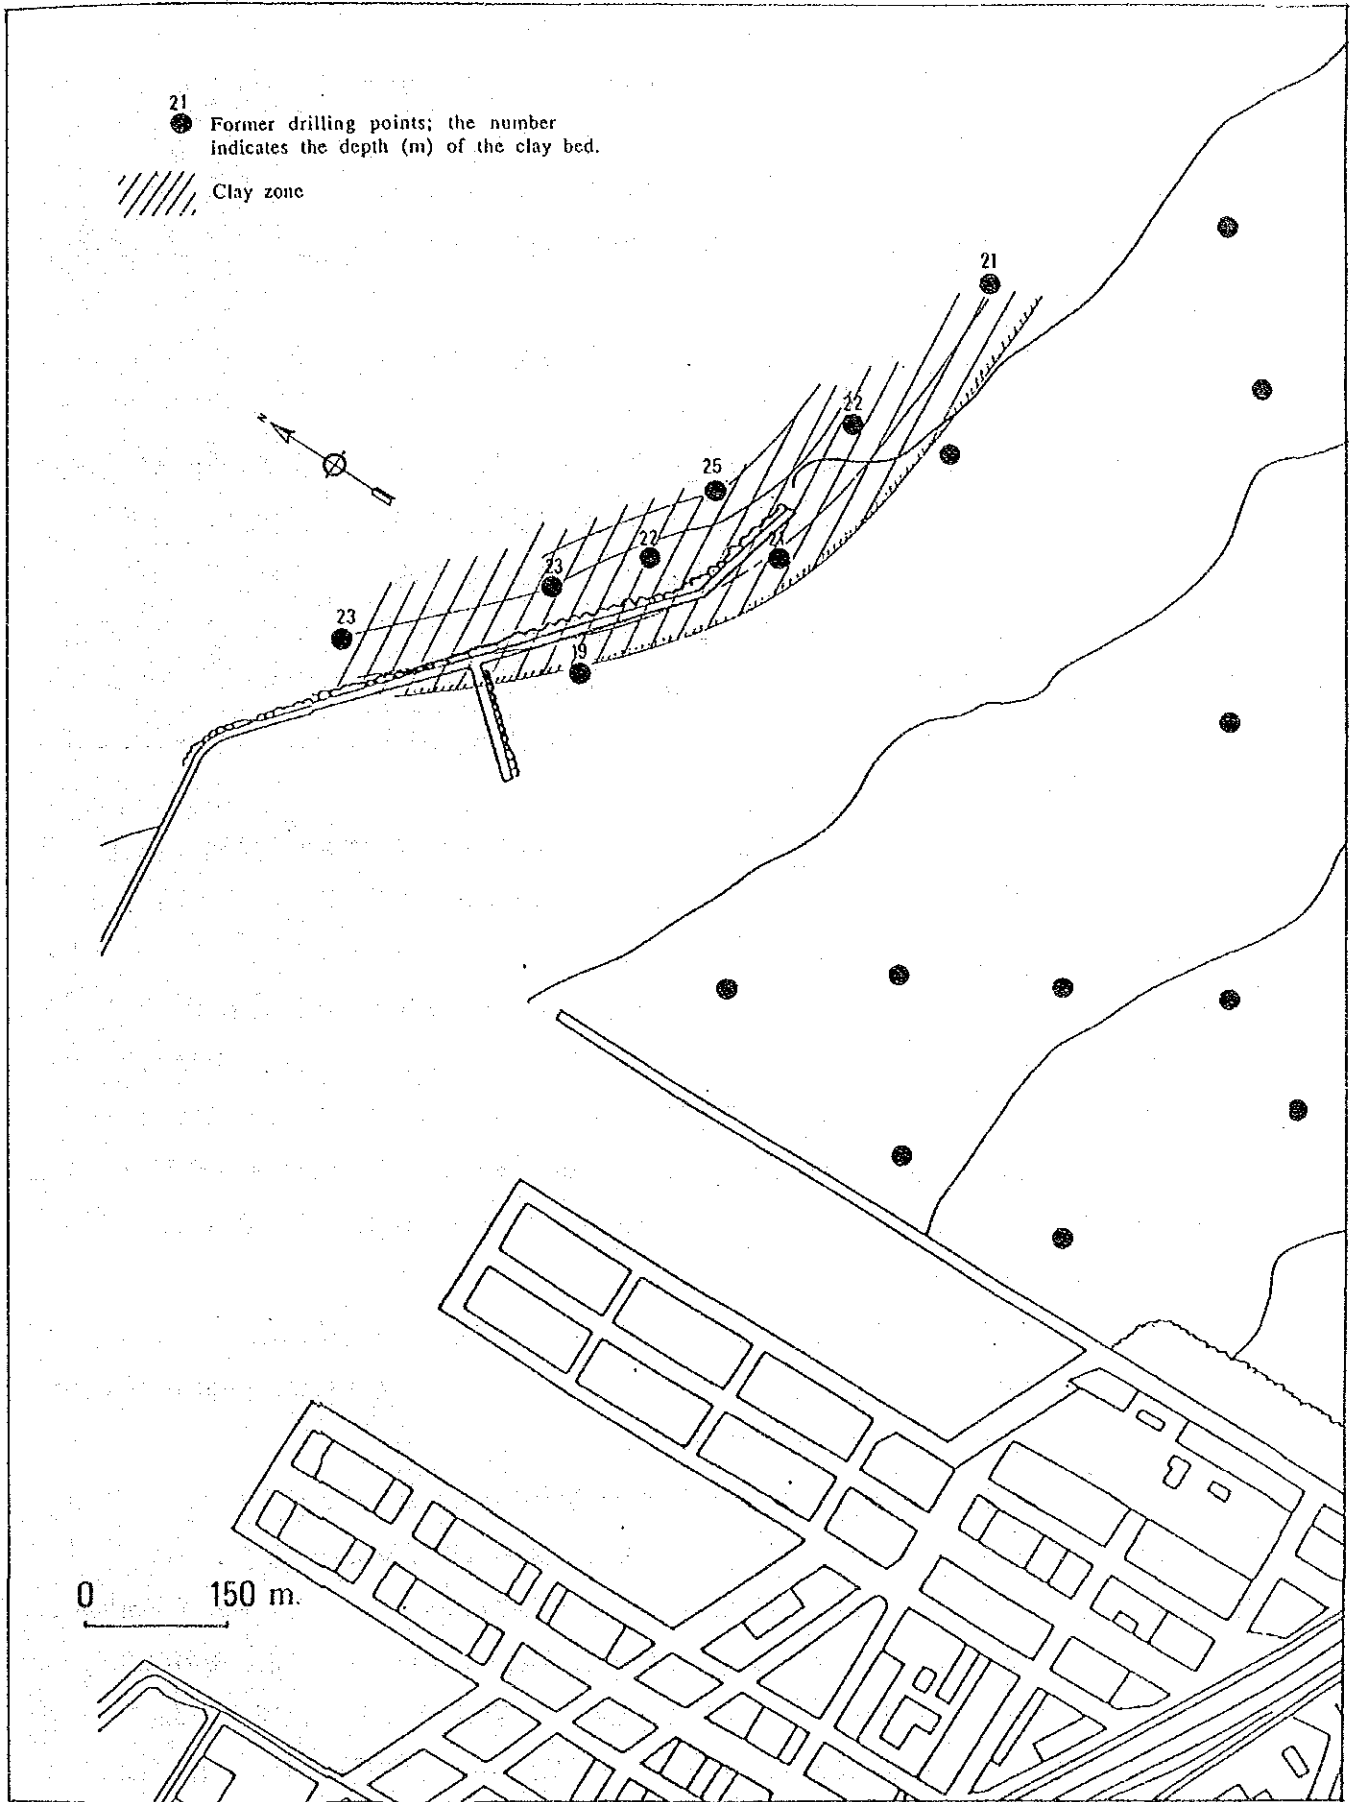 21
Former drilling points; the number
indicates the depth (m) of the clay bed.
Clay zone
21
22
N
25
22
21
23
23
19
0 150 m.